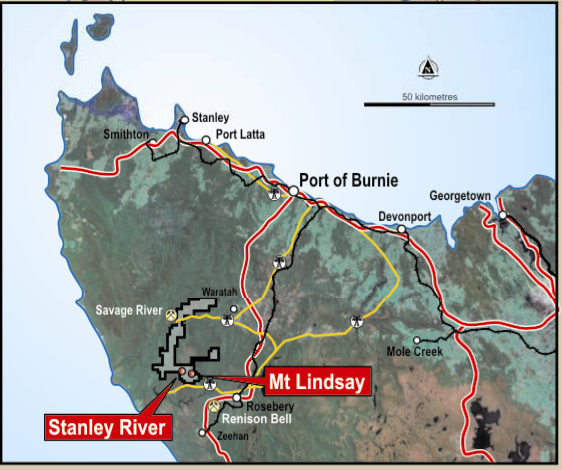 Stanley
Smithton
Port Latta
50 kilometres
Port of Burnie
Georgetown
Devonport
Waratah
Savage River
Mole Creek
Mt Lindsay
Rosebery
Stanley River
Renison Bell
Zeehan